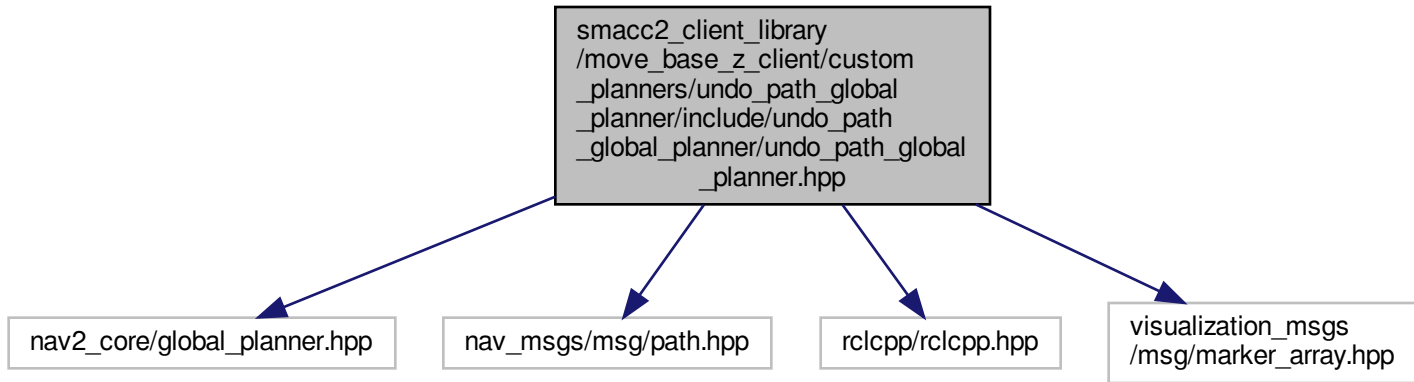 smacc2_client_library
/move_base_z_client/custom
_planners/undo_path_global
_planner/include/undo_path
_global_planner/undo_path_global
_planner.hpp
nav2_core/global_planner.hpp
nav_msgs/msg/path.hpp
rclcpp/rclcpp.hpp
visualization_msgs
/msg/marker_array.hpp